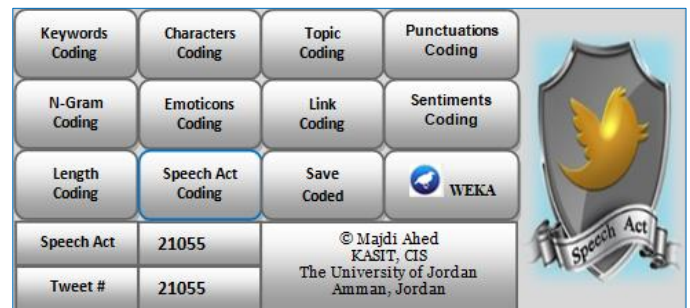 Keywords
Coding
Characters
Coding
Topic
Coding
Punctuations
Coding
N-Gram
Coding
Emoticons
Coding
Link
Coding
Sentiments
Coding
Length
Coding
Speech Act
Coding
Save
Coded
WEKA
Speech Act
21055
Tweet #
21055
© Majdi Ahed
KASIT, CIS
The University of Jordan
Amman, Jordan
Speech Act